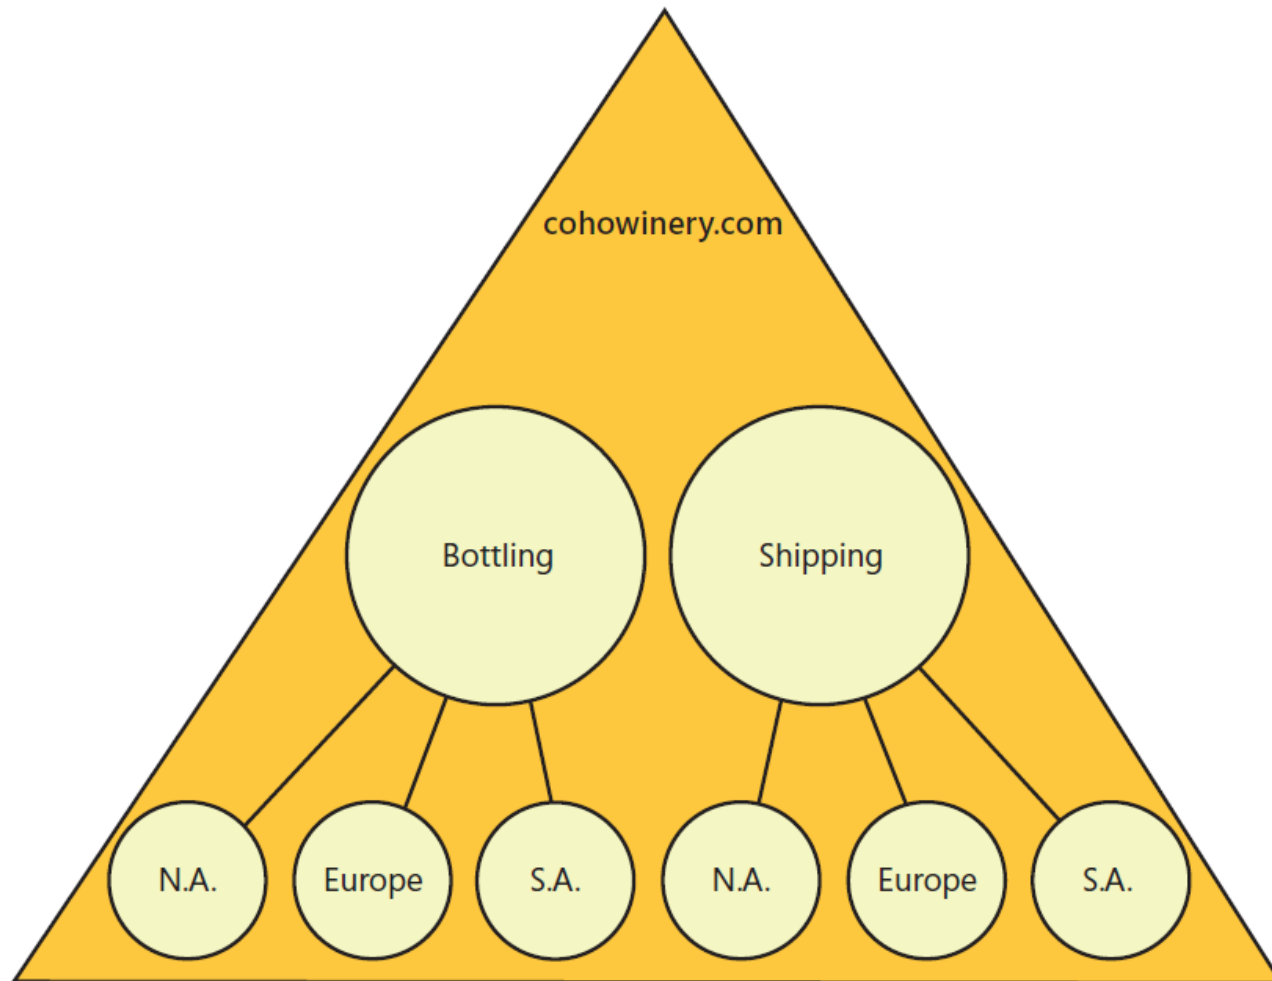 cohowinery.com
Bottling
Shipping
N.A.
Europe
S.A.
N.A.
Europe
S.A.